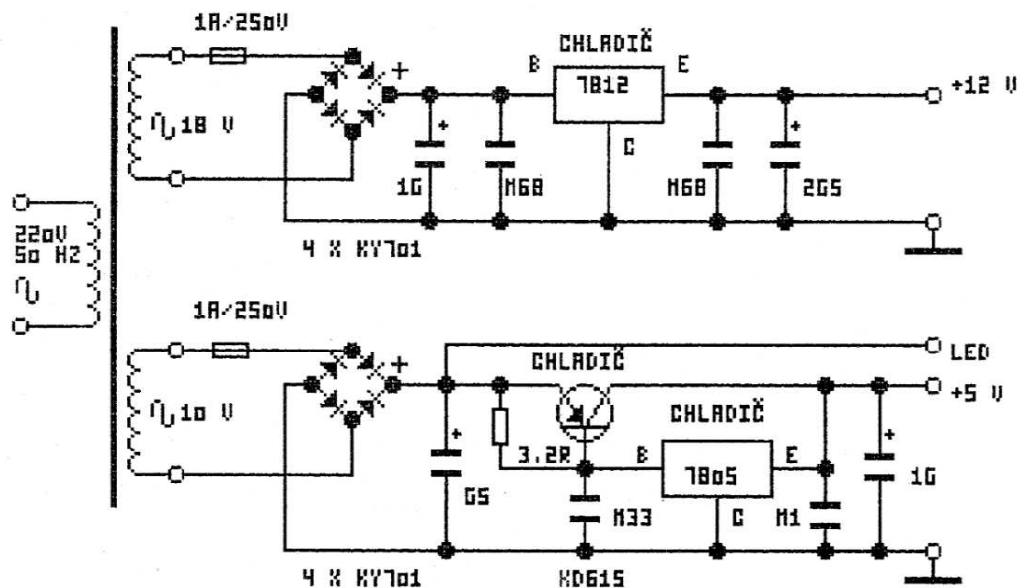 1A/250V
CHLADIČ
B
E
7812
+12 V
+
18 V
C
+
+
1G
M68
M68
2G5
220V
50 HZ
4 X KY701
1A/250V
LED
CHLADIČ
+
+5 V
CHLADIČ
10 V
+
3.2R
B
E
+
7805
1G
G5
M33
C
M1
4 X KY701
KD615